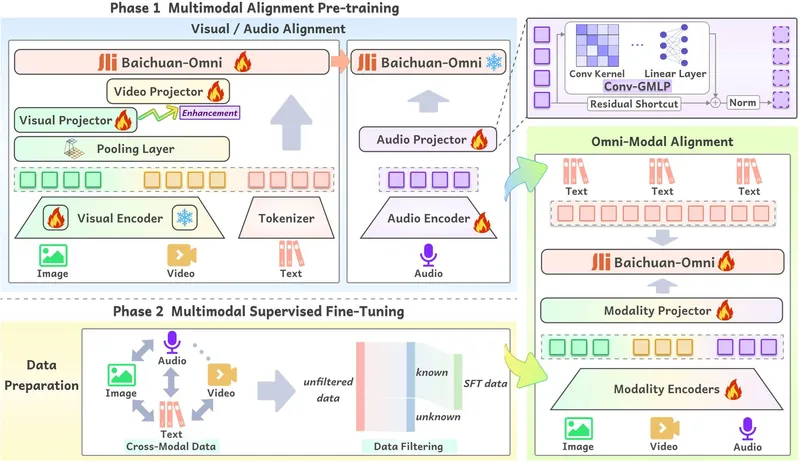 Phase 1 Multimodal Alignment Pre-training
Visual / Audio Alignment
Baichuan-Omni
Video Projector
Visual Projector
Enhancement
Pooling Layer
Visual Encoder
Tokenizer
Image
Video
Text
Baichuan-Omni
Audio Projector
Audio Encoder
Audio
Conv Kernel
...
Linear Layer
Conv-GMLP
Residual Shortcut
Norm
Omni-Modal Alignment
Text
Text
Text
Baichuan-Omni
Modality Projector
Modality Encoders
Image
Video
Audio
Phase 2 Multimodal Supervised Fine-Tuning
Data
Preparation
Audio
Image
Video
Text
Cross-Modal Data
unfiltered
data
known
unknown
SFT data
Data Filtering